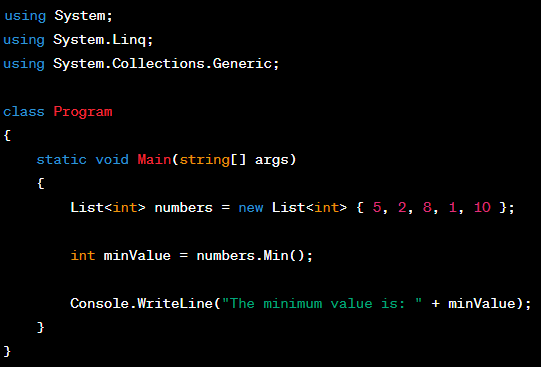 using System;
using System.Linq;
using System.Collections.Generic;
class Program
{
static void Main(string[] args)
{
List<int> numbers = new List<int> { 5, 2, 8, 1, 10 };
int minValue = numbers.Min();
Console.WriteLine("The minimum value is: " + minValue);
}
}